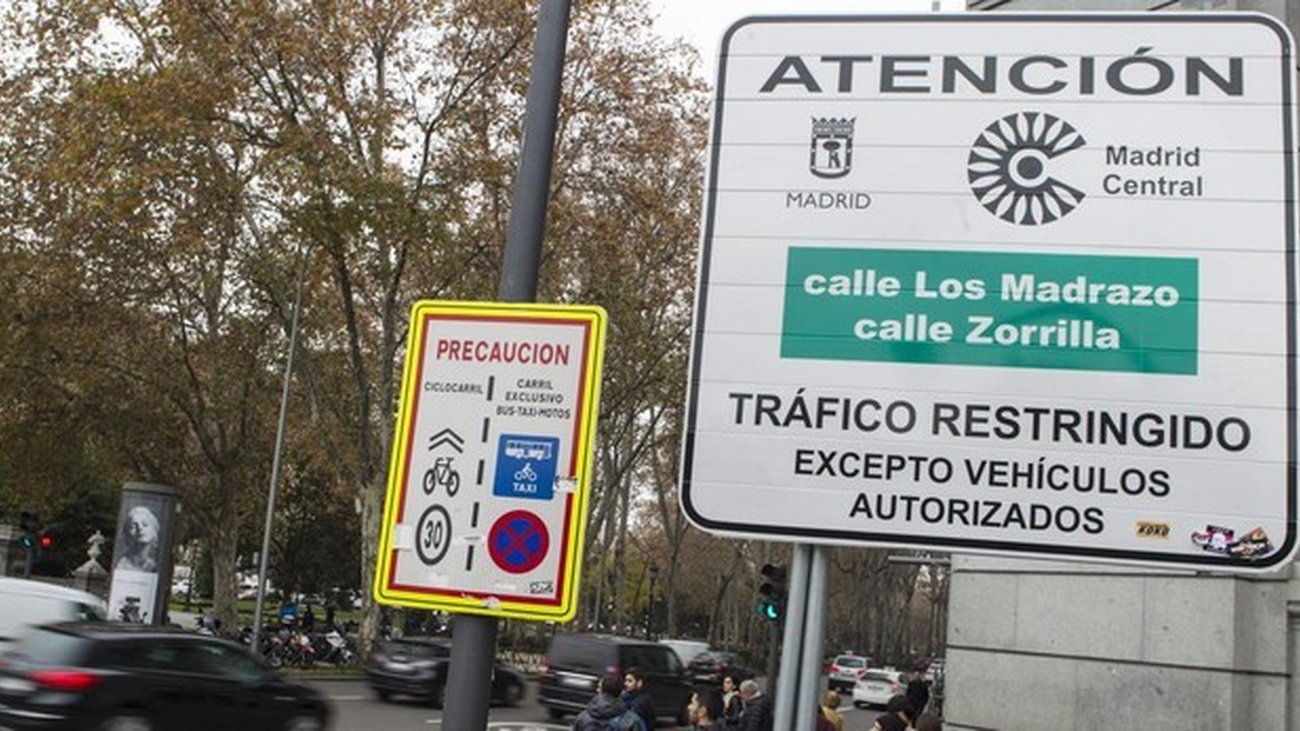 ATENCIÓN
MADRID
Madrid
Central
calle Los Madrazo
calle Zorrilla
TRÁFICO RESTRINGIDO
EXCEPTO VEHÍCULOS
AUTORIZADOS
KOKO
PRECAUCION
CICLOCARRIL
CARRIL
EXCLUSIVO
BUS-TAXI-MOTOS
TAXI
30